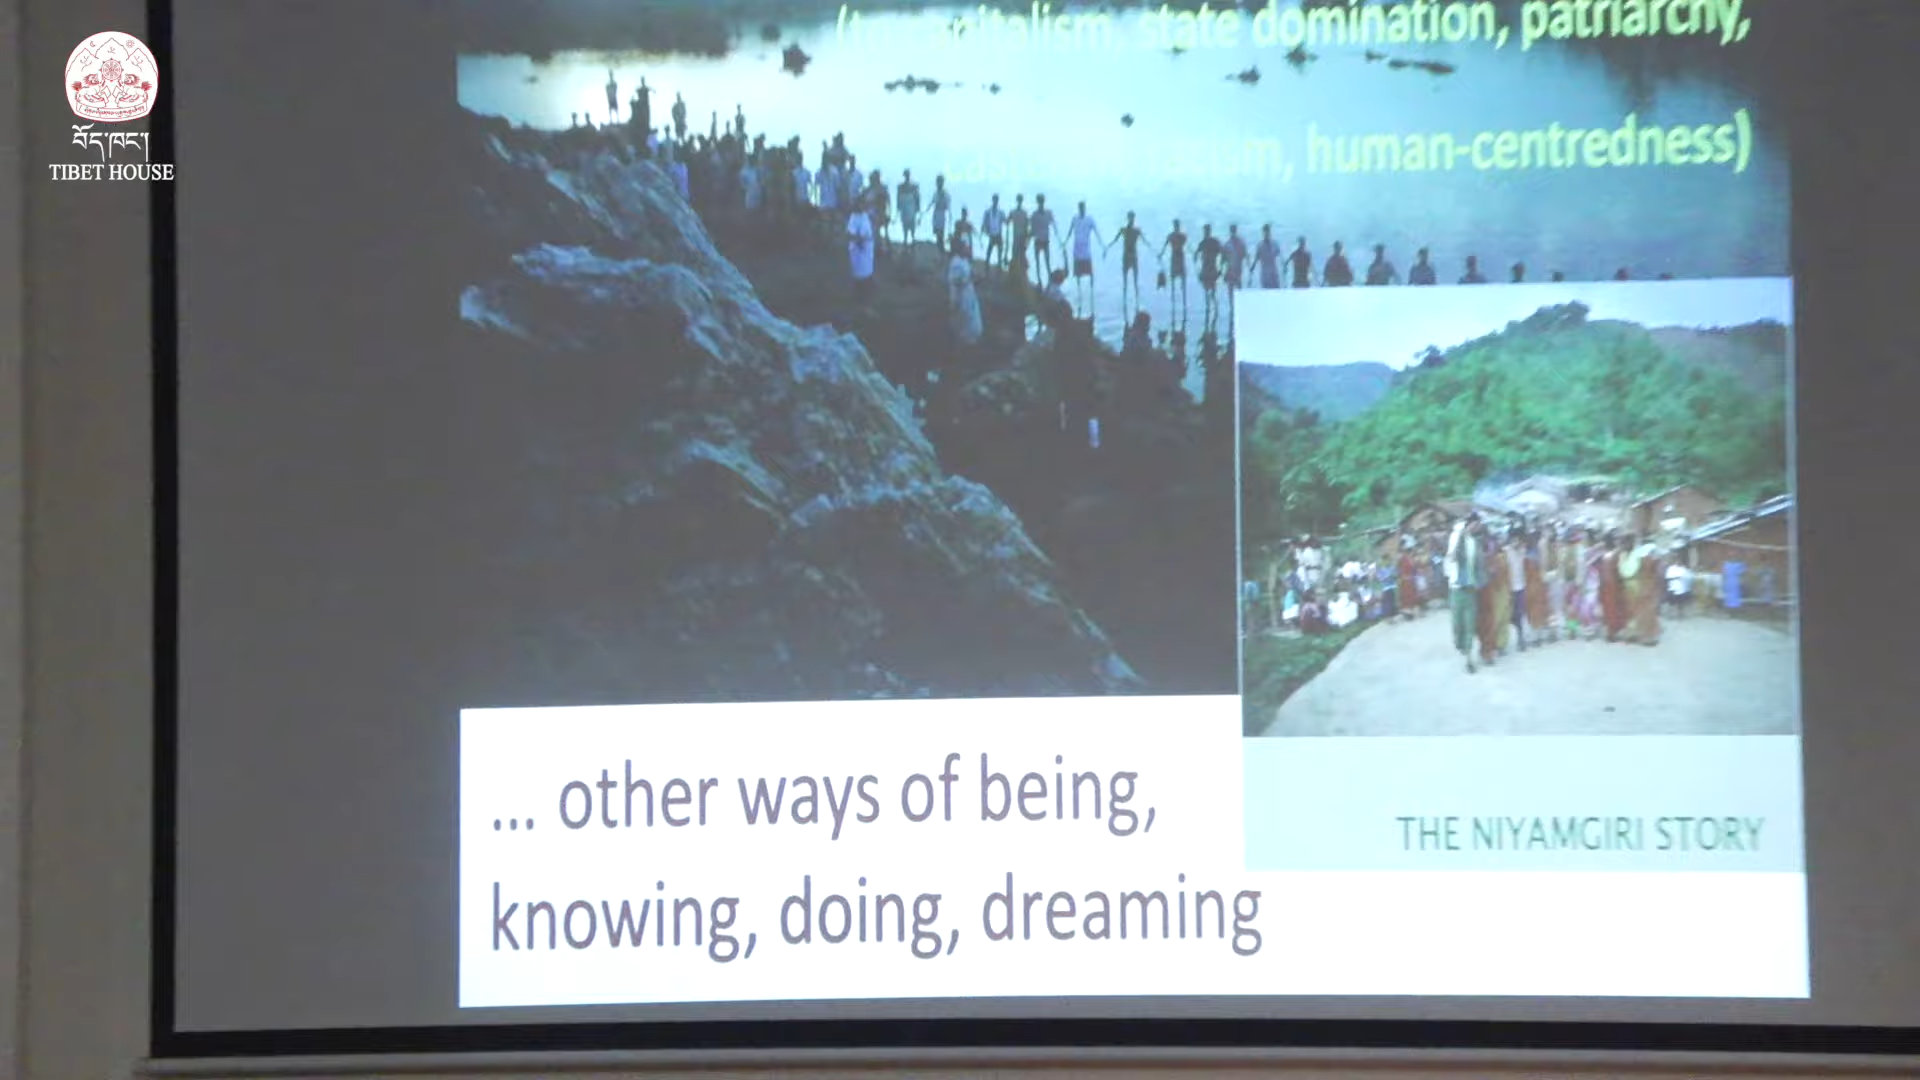 བོད་ཁང་།
TIBET HOUSE
capitalism, state domination, patriarchy,
racism, human-centredness)
... other ways of being,
knowing, doing, dreaming
THE NIYAMGIRI STORY